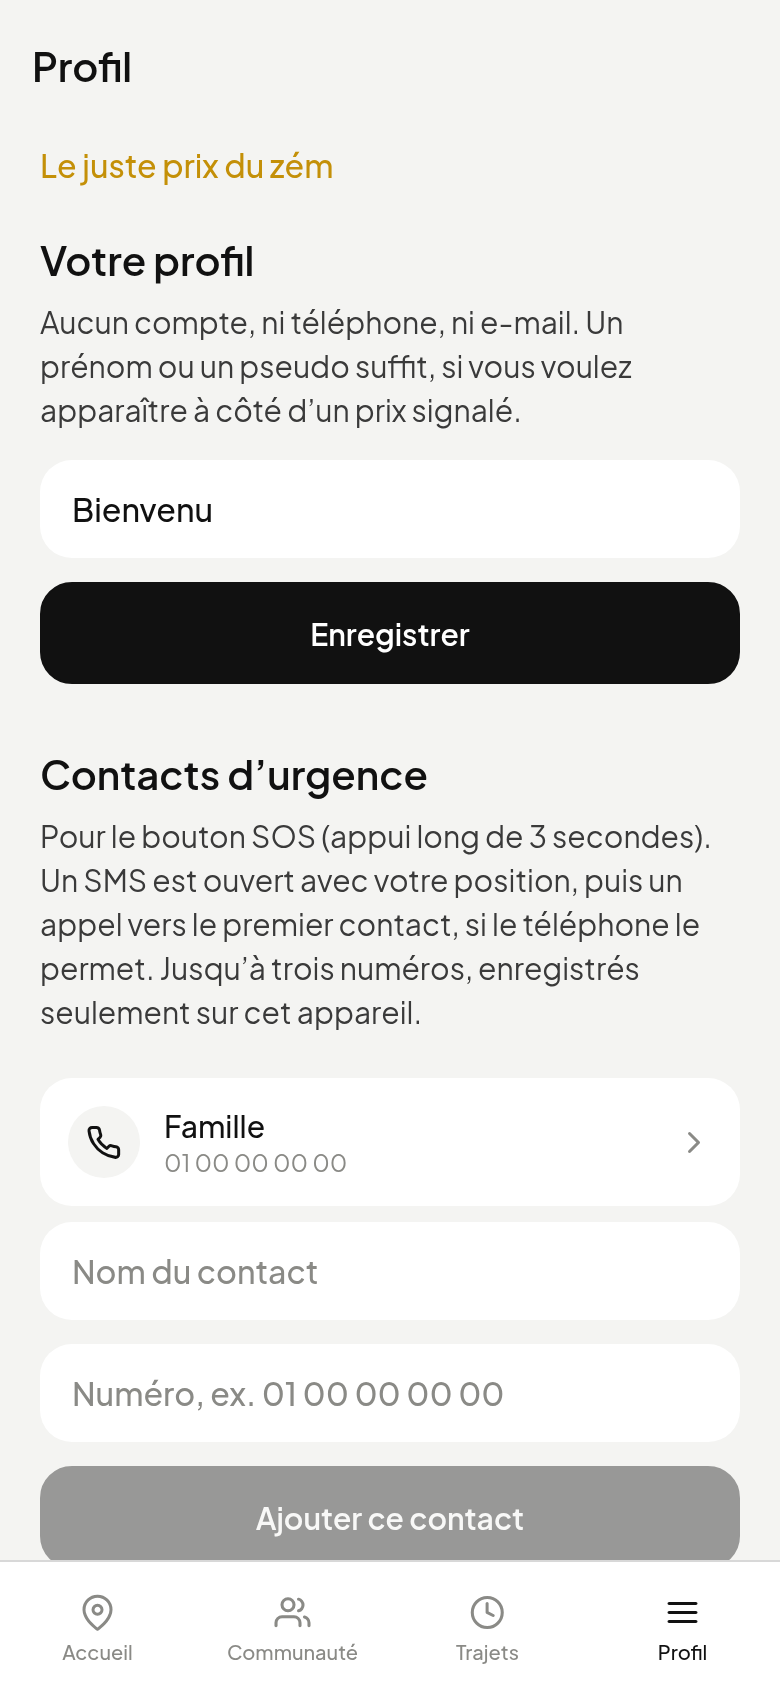 Profil
Le juste prix du zém
Votre profil
Aucun compte, ni téléphone, ni e-mail. Un
prénom ou un pseudo suffit, si vous voulez
apparaître à côté d’un prix signalé.
Bienvenu
Enregistrer
Contacts d’urgence
Pour le bouton SOS (appui long de 3 secondes).
Un SMS est ouvert avec votre position, puis un
appel vers le premier contact, si le téléphone le
permet. Jusqu’à trois numéros, enregistrés
seulement sur cet appareil.
Famille
01 00 00 00 00
Nom du contact
Numéro, ex. 01 00 00 00 00
Ajouter ce contact
Accueil
Communauté
Trajets
Profil